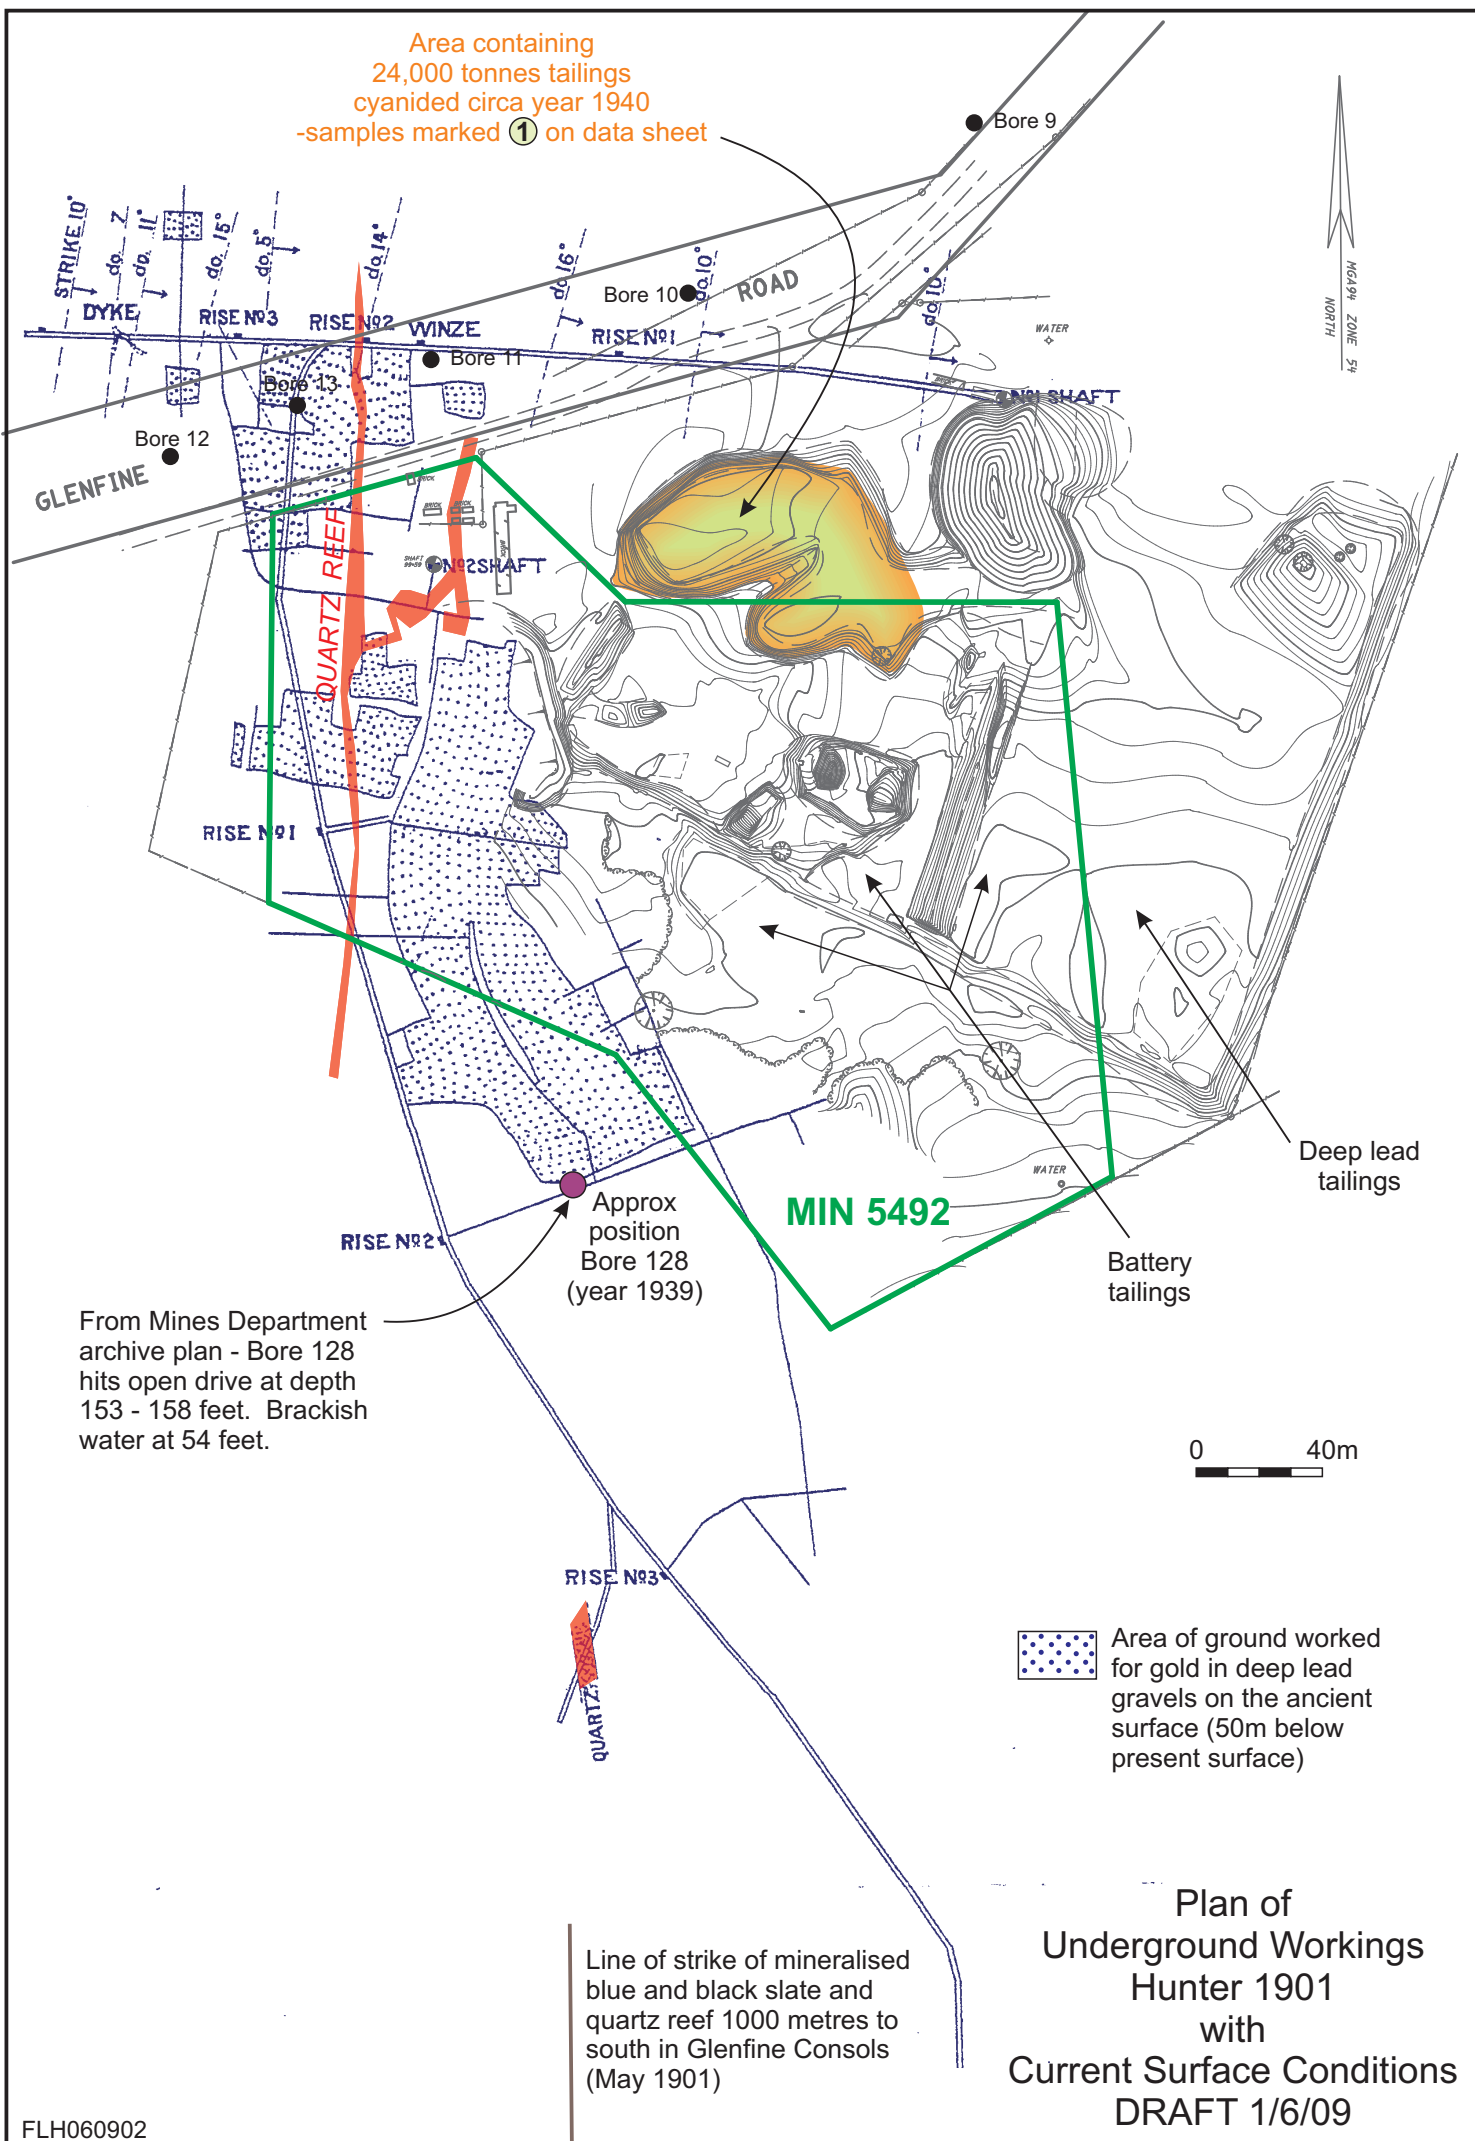 Area containing
24,000 tonnes tailings
cyanided circa year 1940
-samples marked 1 on data sheet
Bore 9
MGA94 ZONE 54
NORTH
STRIKE 10°
do. Z
do. 11°
do. 15°
do. 5°
do. 14°
do. 16°
do. 10°
do. 10°
Bore 10
ROAD
DYKE
RISE Nº3
RISE Nº2
WINZE
RISE Nº1
WATER
Bore 11
Bore 13
Nº1 SHAFT
Bore 12
GLENFINE
BRICK
BRICK
BRICK
BRICK
QUARTZ REEF
SHAFT
Nº2 SHAFT
RISE Nº1
Deep lead
tailings
WATER
MIN 5492
Approx
position
Bore 128
(year 1939)
RISE Nº2
Battery
tailings
From Mines Department
archive plan - Bore 128
hits open drive at depth
153 - 158 feet. Brackish
water at 54 feet.
0 40m
RISE Nº3
QUARTZ
Area of ground worked
for gold in deep lead
gravels on the ancient
surface (50m below
present surface)
Line of strike of mineralised
blue and black slate and
quartz reef 1000 metres to
south in Glenfine Consols
(May 1901)
Plan of
Underground Workings
Hunter 1901
with
Current Surface Conditions
DRAFT 1/6/09
FLH060902